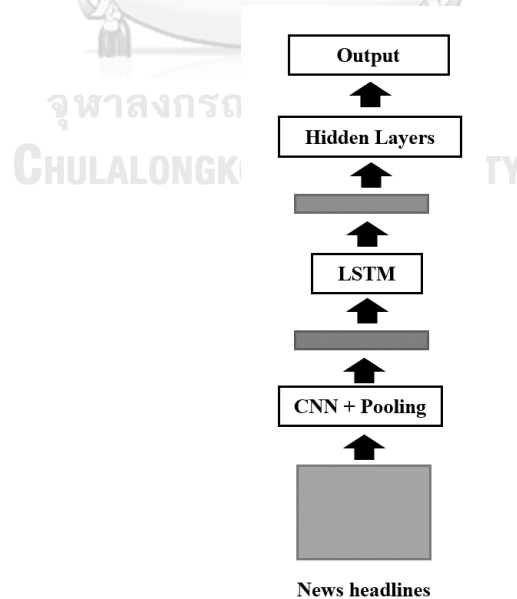 Output
จุฬาลงกรณ
Hidden Layers
CHULALONGK TY
LSTM
CNN + Pooling
News headlines